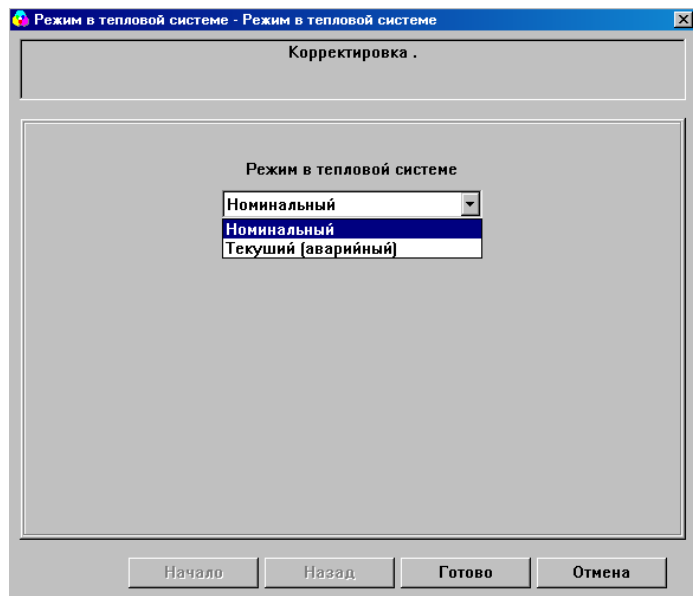 Режим в тепловой системе - Режим в тепловой системе
Корректировка .
Режим в тепловой системе
Номинальный
Номинальный
Текуший (аварийный)
Начало Назад Готово Отмена